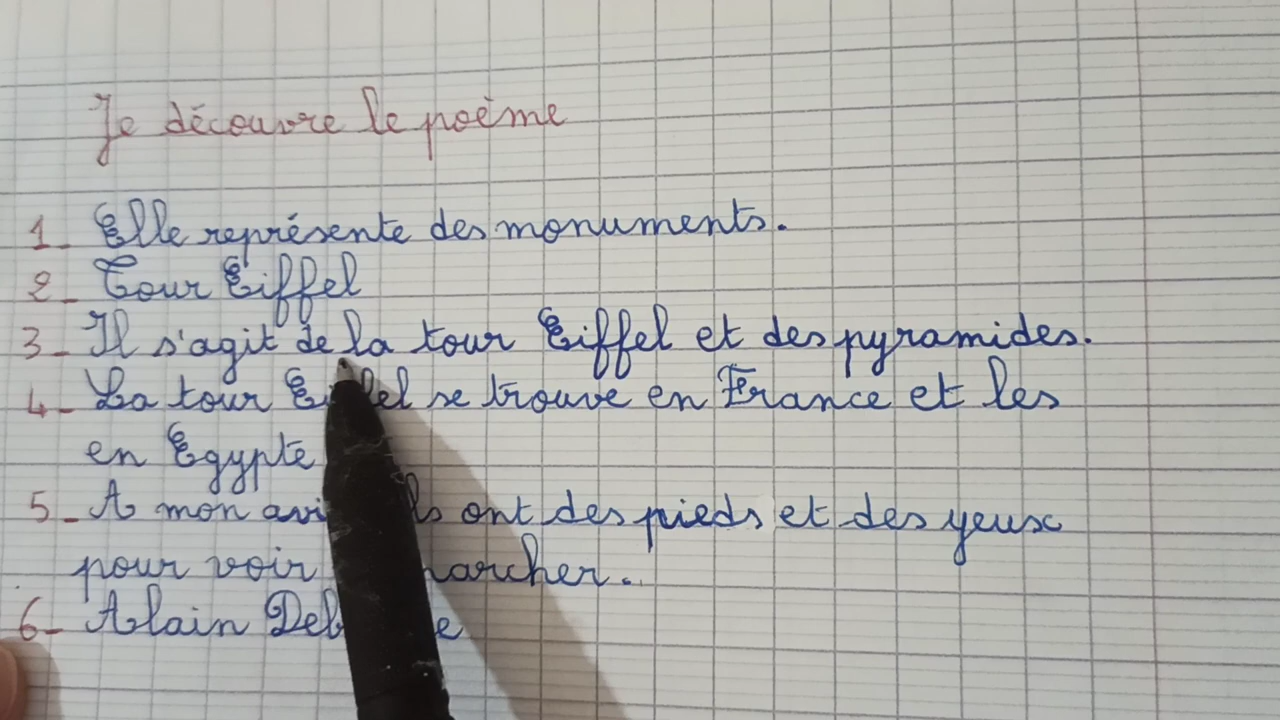 Je découvre le poème
1_ Elle représente des monuments.
2_ Tour Eiffel
3_ Il s'agit de la tour Eiffel et des pyramides.
4_ La tour se trouve en France et les
en Egypte
5_ A mon ont des pieds et des yeux
pour voir
6_ Alain